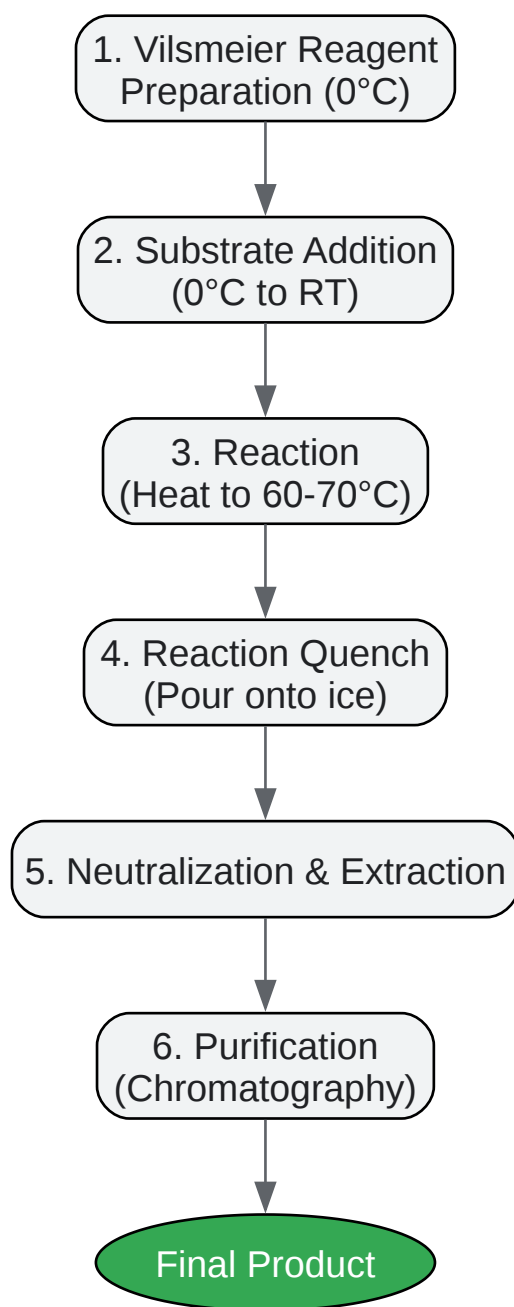 1. Vilsmeier Reagent
Preparation (0°C)
2. Substrate Addition
(0°C to RT)
3. Reaction
(Heat to 60-70°C)
4. Reaction Quench
(Pour onto ice)
5. Neutralization & Extraction
6. Purification
(Chromatography)
Final Product